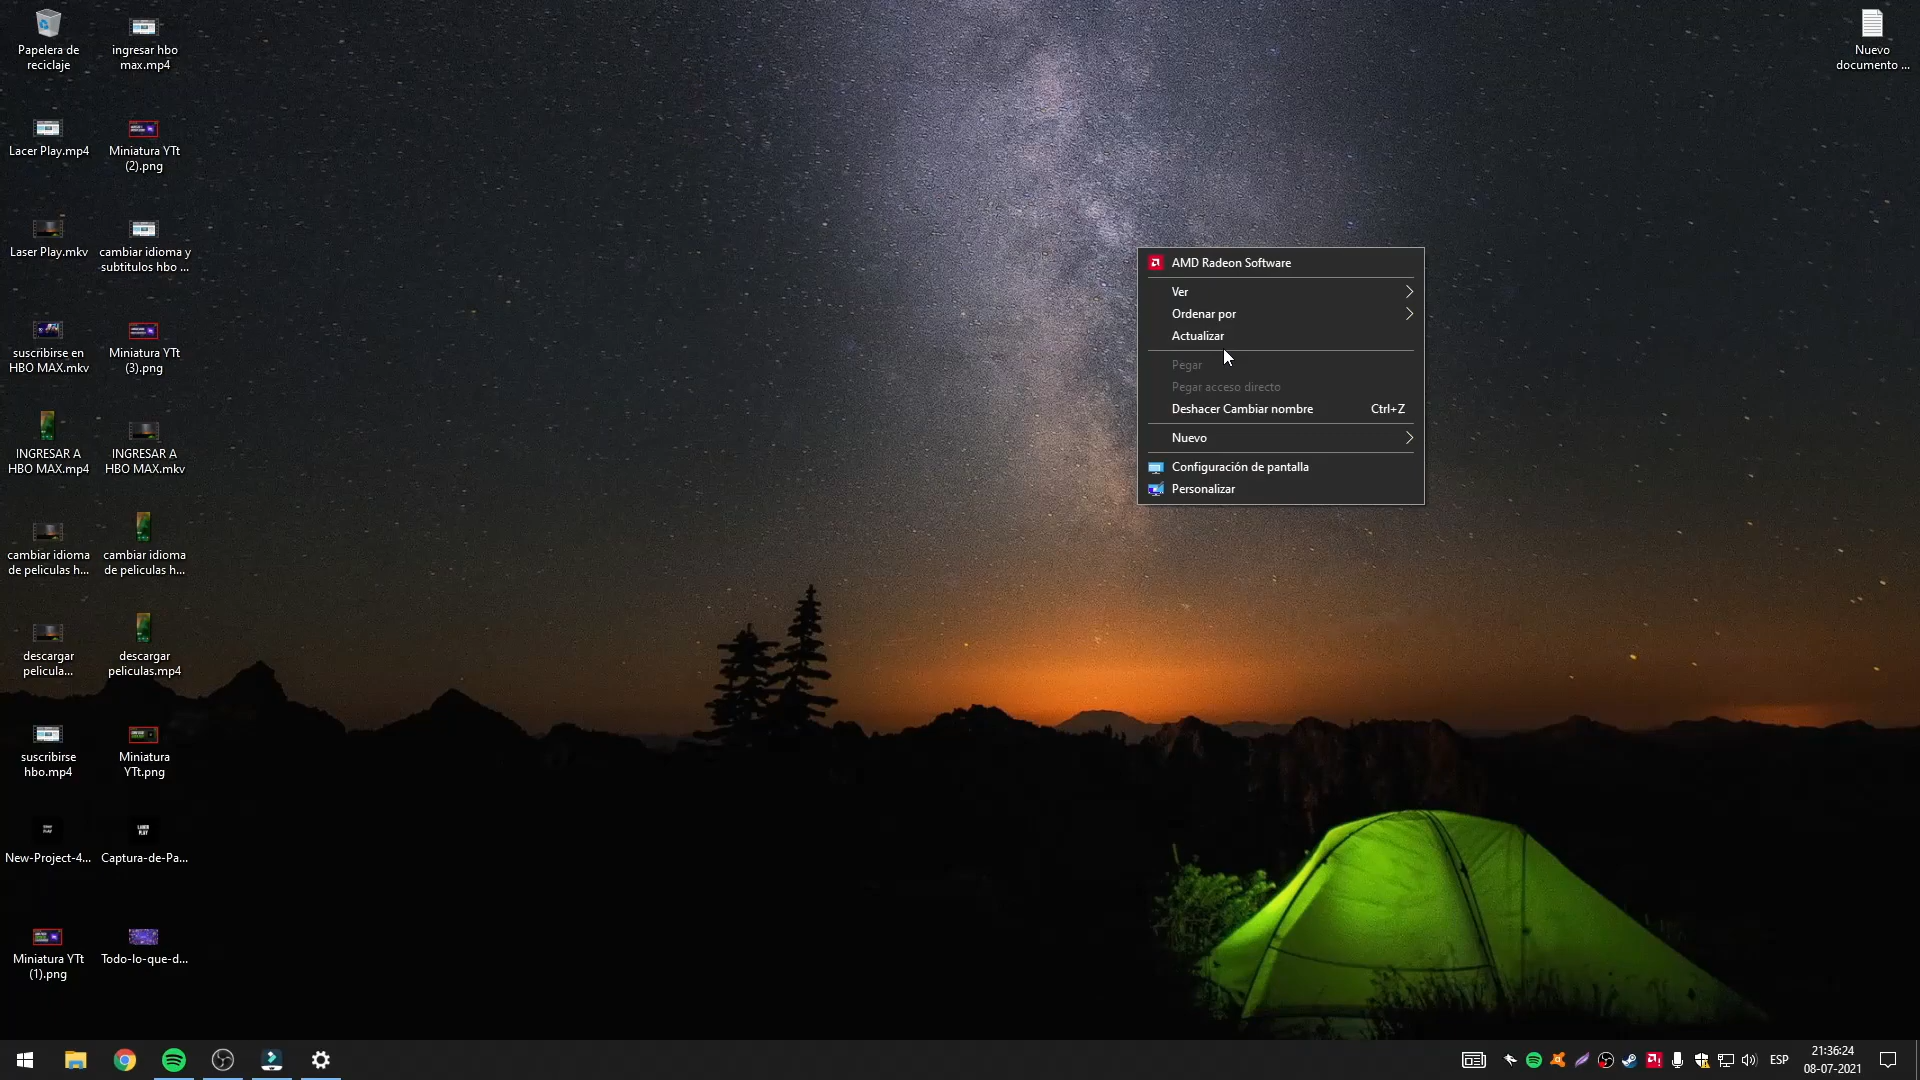 Papelera de
reciclaje
ingresar hbo
max.mp4
Lacer Play.mp4
Miniatura YTt
(2).png
Laser Play.mkv
cambiar idioma y
subtitulos hbo ...
suscribirse en
HBO MAX.mkv
Miniatura YTt
(3).png
INGRESAR A
HBO MAX.mp4
INGRESAR A
HBO MAX.mkv
cambiar idioma
de peliculas h...
cambiar idioma
de peliculas h...
descargar
pelicula...
descargar
peliculas.mp4
suscribirse
hbo.mp4
Miniatura
YTt.png
New-Project-4...
LASER
PLAY
Captura-de-Pa...
Miniatura YTt
(1).png
Todo-lo-que-d...
Nuevo
documento ...
AMD Radeon Software
Ver
Ordenar por
Actualizar
Pegar
Pegar acceso directo
Deshacer Cambiar nombre Ctrl+Z
Nuevo
Configuración de pantalla
Personalizar
ESP
21:36:24
08-07-2021